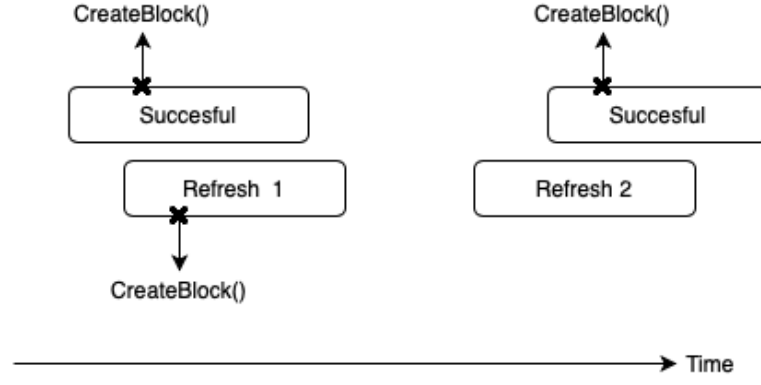 CreateBlock()
CreateBlock()
Succesful
Succesful
Refresh 1
Refresh 2
CreateBlock()
Time